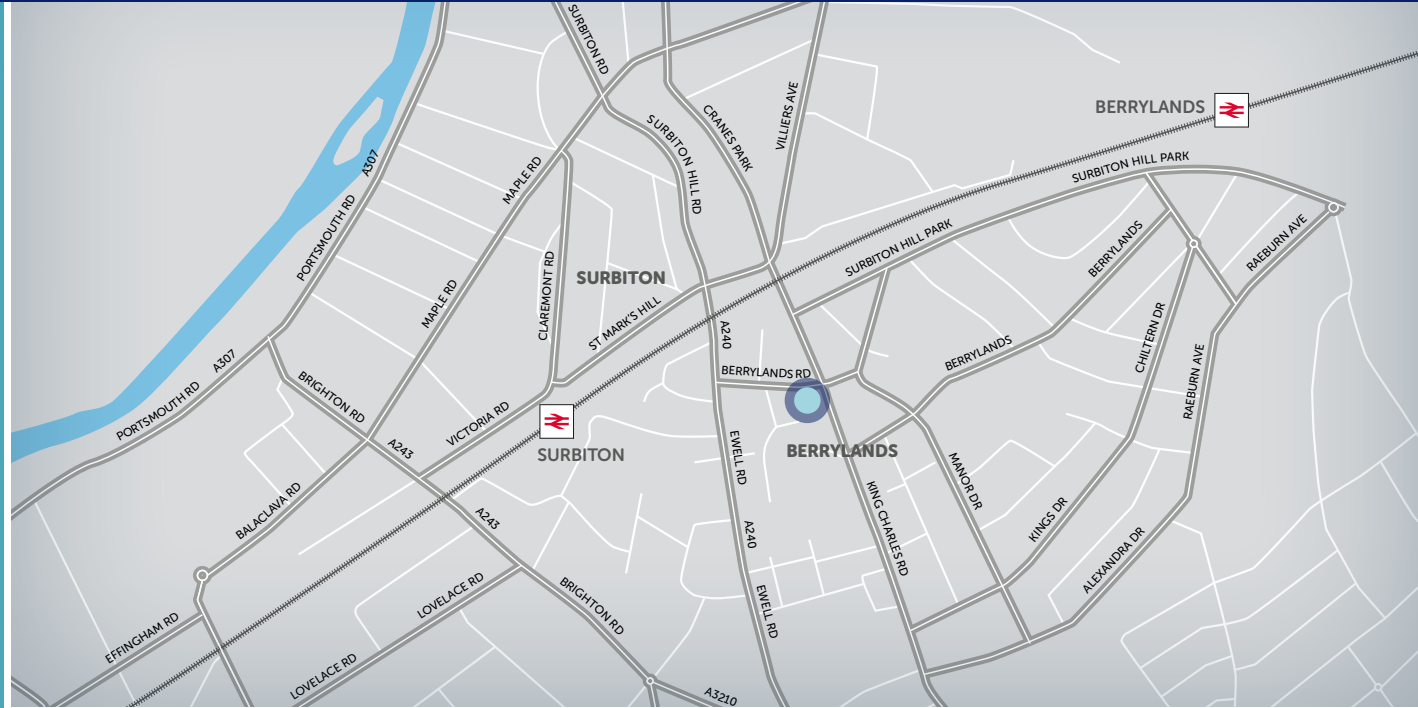 SURBITON RD
BERRYLANDS
CRANES PARK
VILLIERS AVE
SURBITON HILL RD
A307
MAPLE RD
SURBITON HILL PARK
PORTSMOUTH RD
SURBITON HILL PARK
BERRYLANDS
RAEBURN AVE
SURBITON
CLAREMONT RD
MAPLE RD
ST MARK'S HILL
A240
CHILTERN DR
A307
BERRYLANDS RD
BERRYLANDS
RAEBURN AVE
PORTSMOUTH RD
BRIGHTON RD
VICTORIA RD
A243
SURBITON
EWELL RD
BERRYLANDS
MANOR DR
BALACLAVA RD
A243
A240
KING CHARLES RD
KINGS DR
ALEXANDRA DR
LOVELACE RD
BRIGHTON RD
EWELL RD
EFFINGHAM RD
LOVELACE RD
A3210